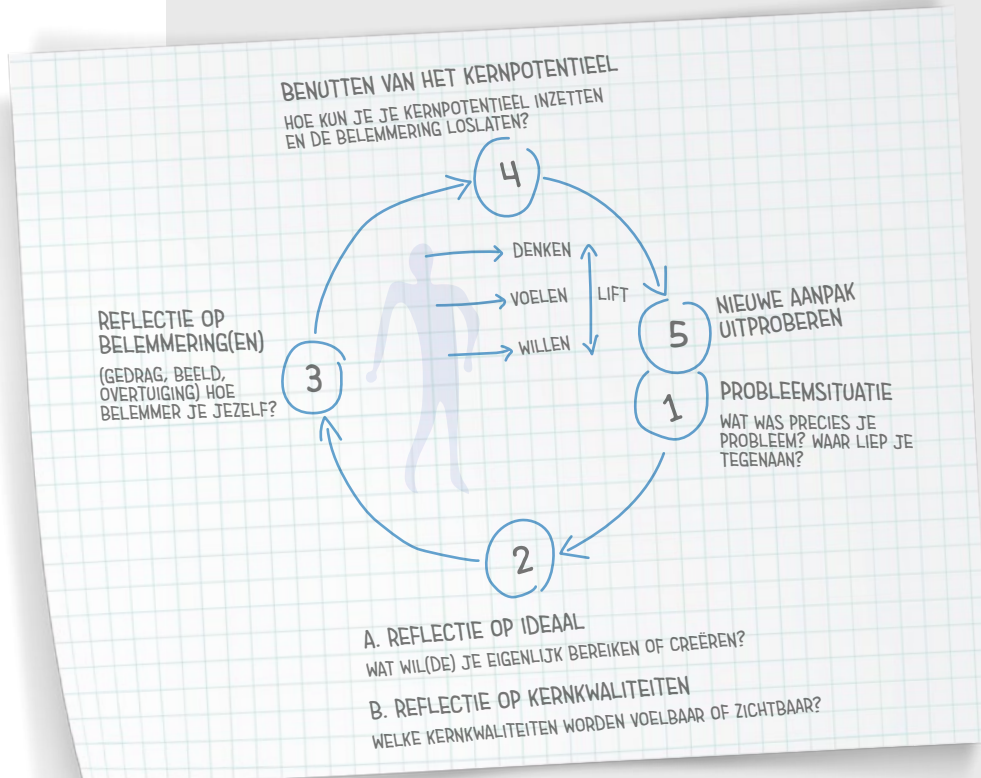 BENUTTEN VAN HET KERNPOTENTIEEL
HOE KUN JE JE KERNPOTENTIEEL INZETTEN
EN DE BELEMMERING LOSLATEN?
4
DENKEN
VOELEN
LIFT
WILLEN
NIEUWE AANPAK
UITPROBEREN
5
REFLECTIE OP
BELEMMERING(EN)
(GEDRAG, BEELD,
OVERTUIGING) HOE
BELEMMER JE JEZELF?
3
1
PROBLEEMSITUATIE
WAT WAS PRECIES JE
PROBLEEM? WAAR LIEP JE
TEGENAAN?
2
A. REFLECTIE OP IDEAAL
WAT WIL(DE) JE EIGENLIJK BEREIKEN OF CREËREN?
B. REFLECTIE OP KERNKWALITEITEN
WELKE KERNKWALITEITEN WORDEN VOELBAAR OF ZICHTBAAR?